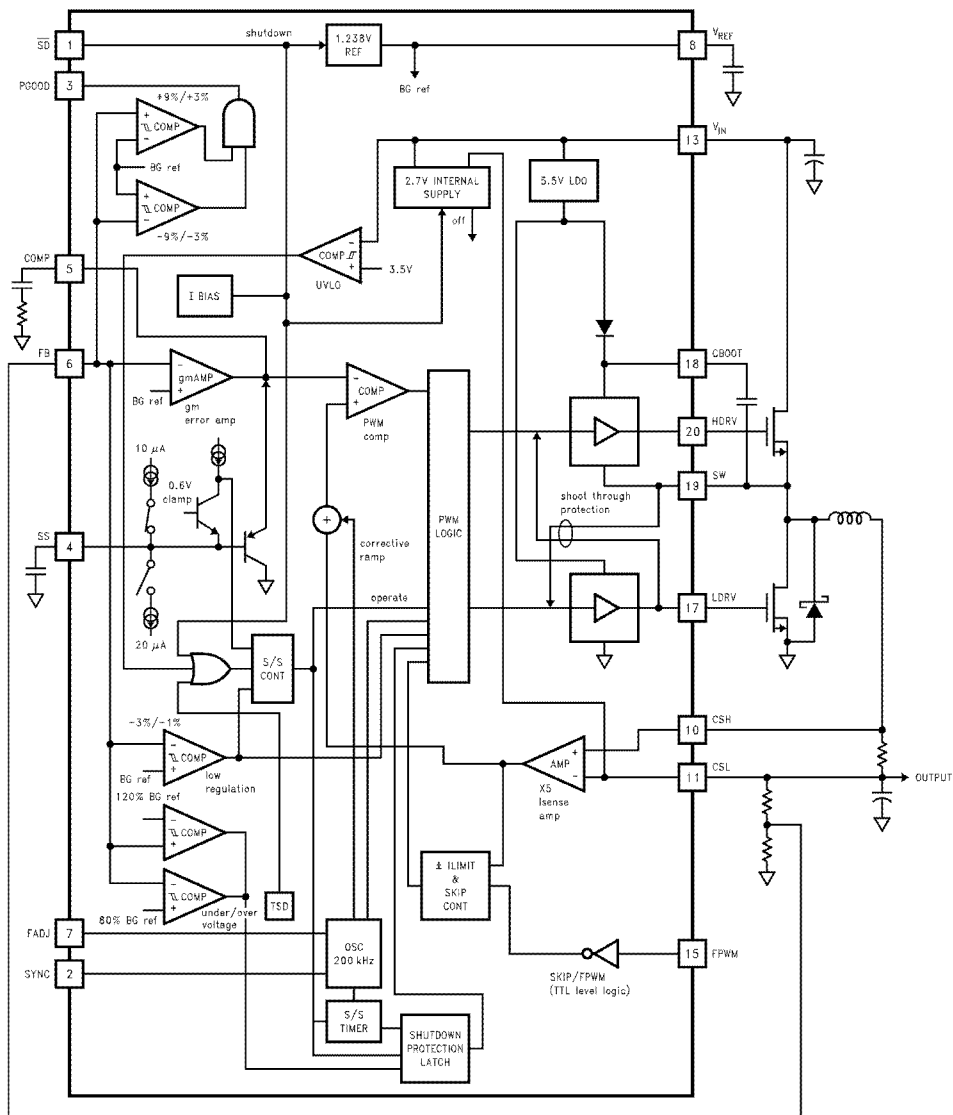 shutdown
SD
1
1.238V
REF
8
VREF
PGOOD
3
BG ref
+9%/+3%
COMP
BG ref
COMP
-9%/-3%
13
VIN
2.7V INTERNAL
SUPPLY
5.5V LDO
off
COMP
5
COMP
3.5V
UVLO
I BIAS
FB
6
gmAMP
BG ref
gm
error amp
COMP
PWM
comp
18
CBOOT
20
HDRV
10 μA
0.6V
clamp
19
SW
shoot through
protection
PWM
LOGIC
corrective
ramp
SS
4
operate
17
LDRV
20 μA
S/S
CONT
-3%/-1%
COMP
BG ref
low
regulation
10
CSH
AMP
X5
Isense
amp
11
CSL
OUTPUT
120% BG ref
COMP
COMP
80% BG ref
under/over
voltage
TSD
± ILIMIT
&
SKIP
CONT
FADJ
7
OSC
200 kHz
15
FPWM
SKIP/FPWM
(TTL level logic)
SYNC
2
S/S
TIMER
SHUTDOWN
PROTECTION
LATCH